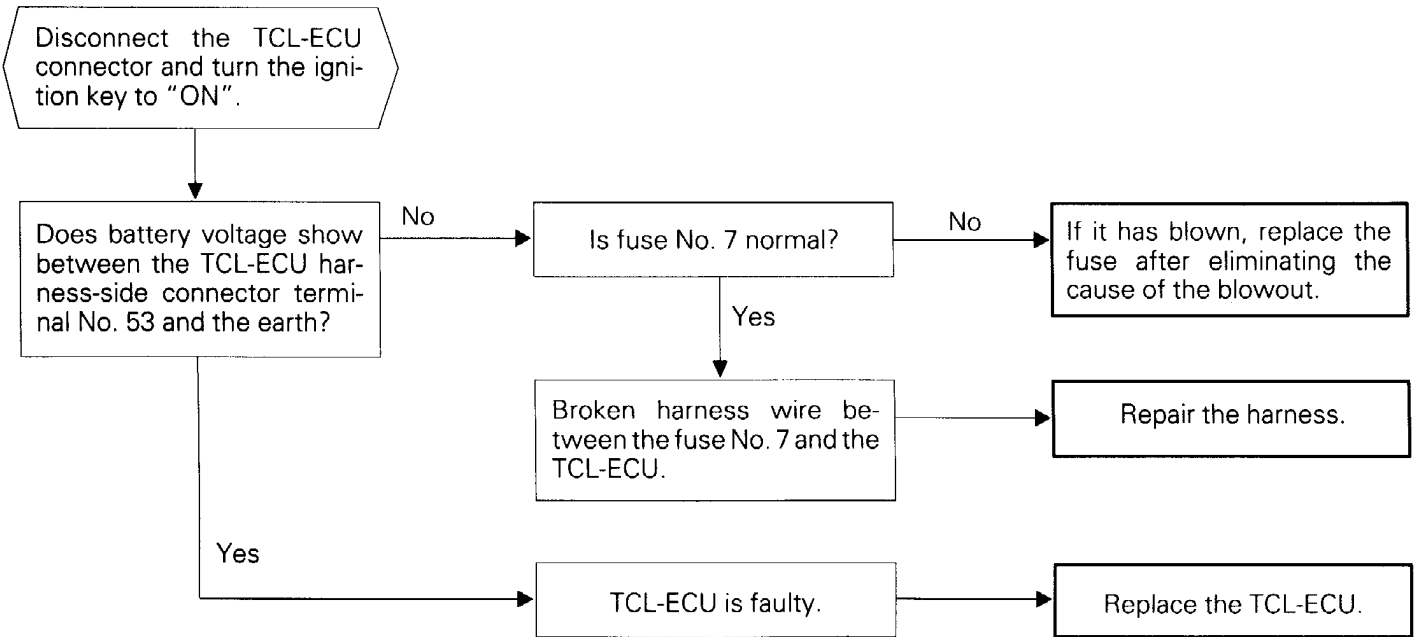 Disconnect the TCL-ECU
connector and turn the igni-
tion key to "ON".
Does battery voltage show
between the TCL-ECU har-
ness-side connector termi-
nal No. 53 and the earth?
No
Is fuse No. 7 normal?
No
If it has blown, replace the
fuse after eliminating the
cause of the blowout.
Yes
Broken harness wire be-
tween the fuse No. 7 and the
TCL-ECU.
Repair the harness.
Yes
TCL-ECU is faulty.
Replace the TCL-ECU.